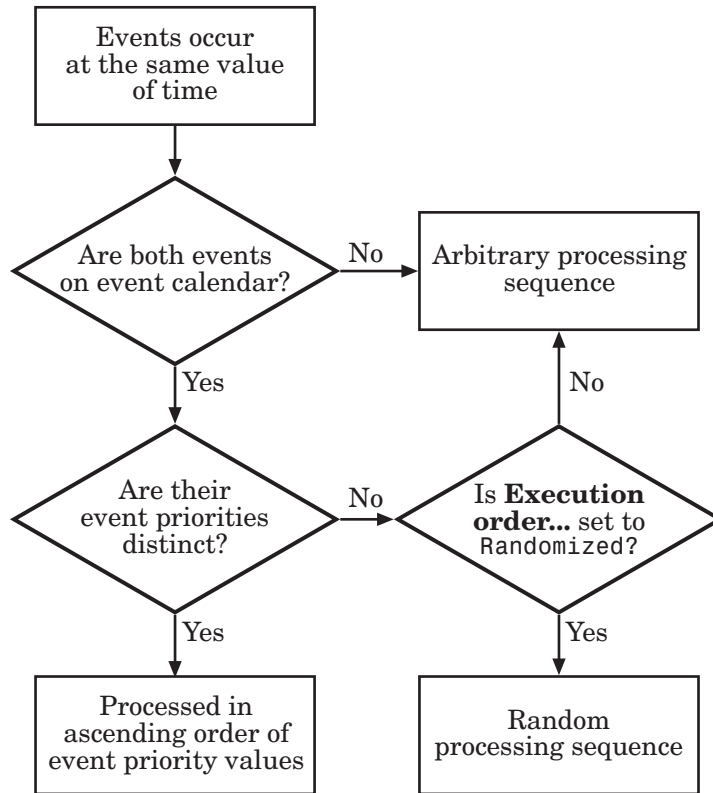 Events occur
at the same value
of time
Are both events
on event calendar?
No
Arbitrary processing
sequence
Yes
No
Are their
event priorities
distinct?
No
Is Execution
order... set to
Randomized?
Yes
Yes
Processed in
ascending order of
event priority values
Random
processing sequence